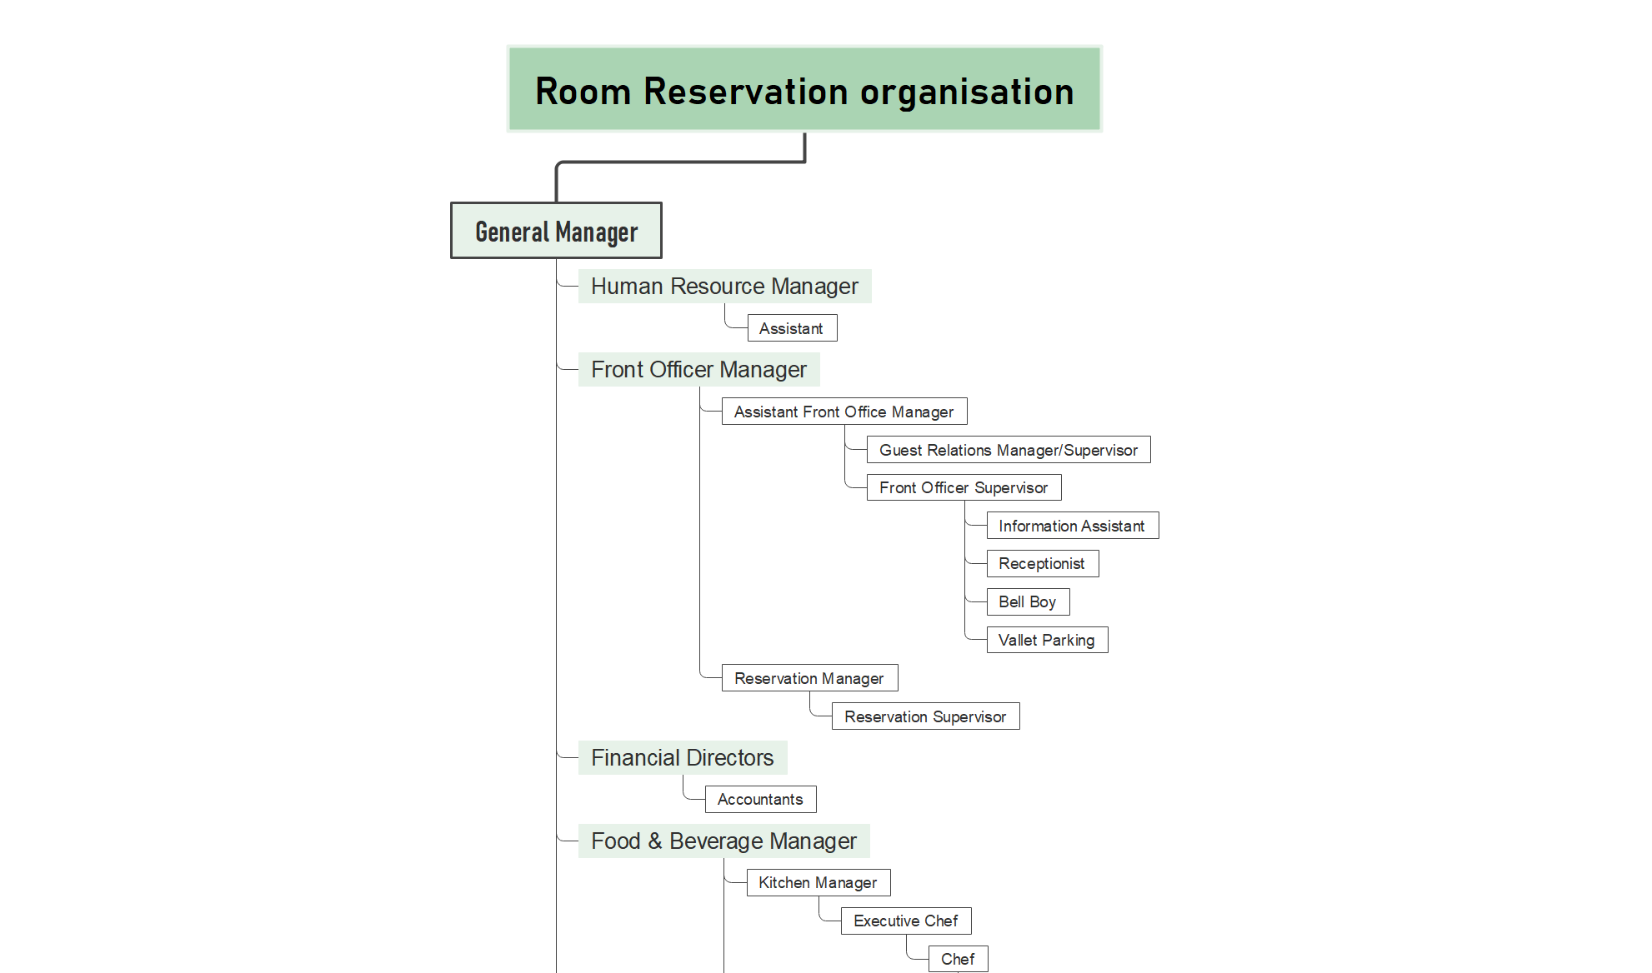 Room Reservation organisation
General Manager
Human Resource Manager
Assistant
Front Officer Manager
Assistant Front Office Manager
Guest Relations Manager/Supervisor
Front Officer Supervisor
Information Assistant
Receptionist
Bell Boy
Vallet Parking
Reservation Manager
Reservation Supervisor
Financial Directors
Accountants
Food & Beverage Manager
Kitchen Manager
Executive Chef
Chef